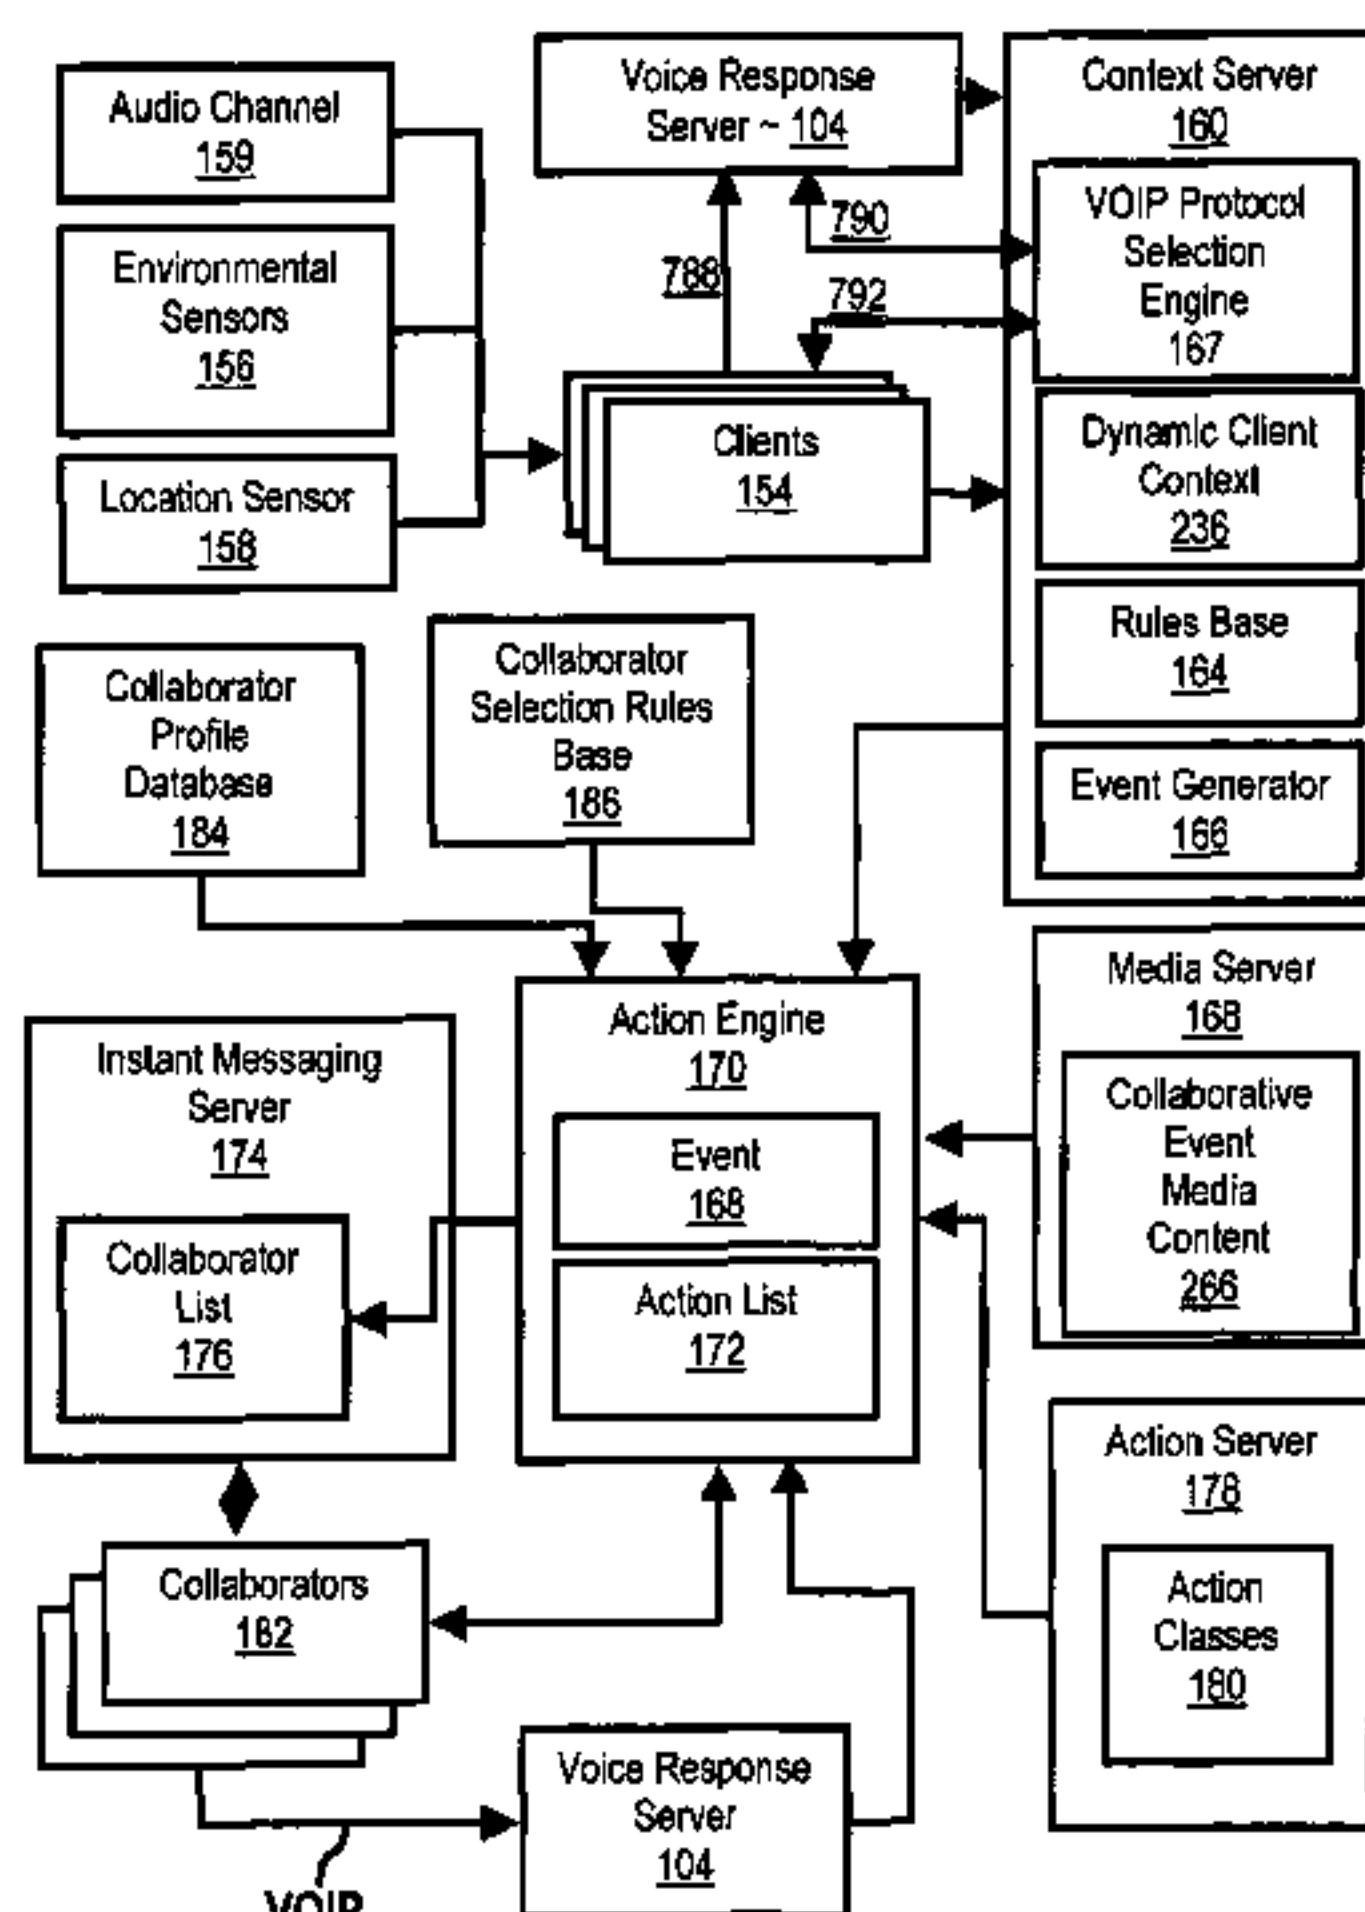 Audio Channel
159
Environmental
Sensors
156
Location Sensor
158
Voice Response
Server ~ 104
788
790
792
Clients
154
Context Server
160
VOIP Protocol
Selection
Engine
167
Dynamic Client
Context
236
Rules Base
164
Event Generator
166
Collaborator
Profile
Database
184
Collaborator
Selection Rules
Base
186
Media Server
168
Collaborative
Event
Media
Content
266
Action Engine
170
Event
168
Action List
172
Instant Messaging
Server
174
Collaborator
List
176
Action Server
178
Action
Classes
180
Collaborators
182
Voice Response
Server
104
VOIP